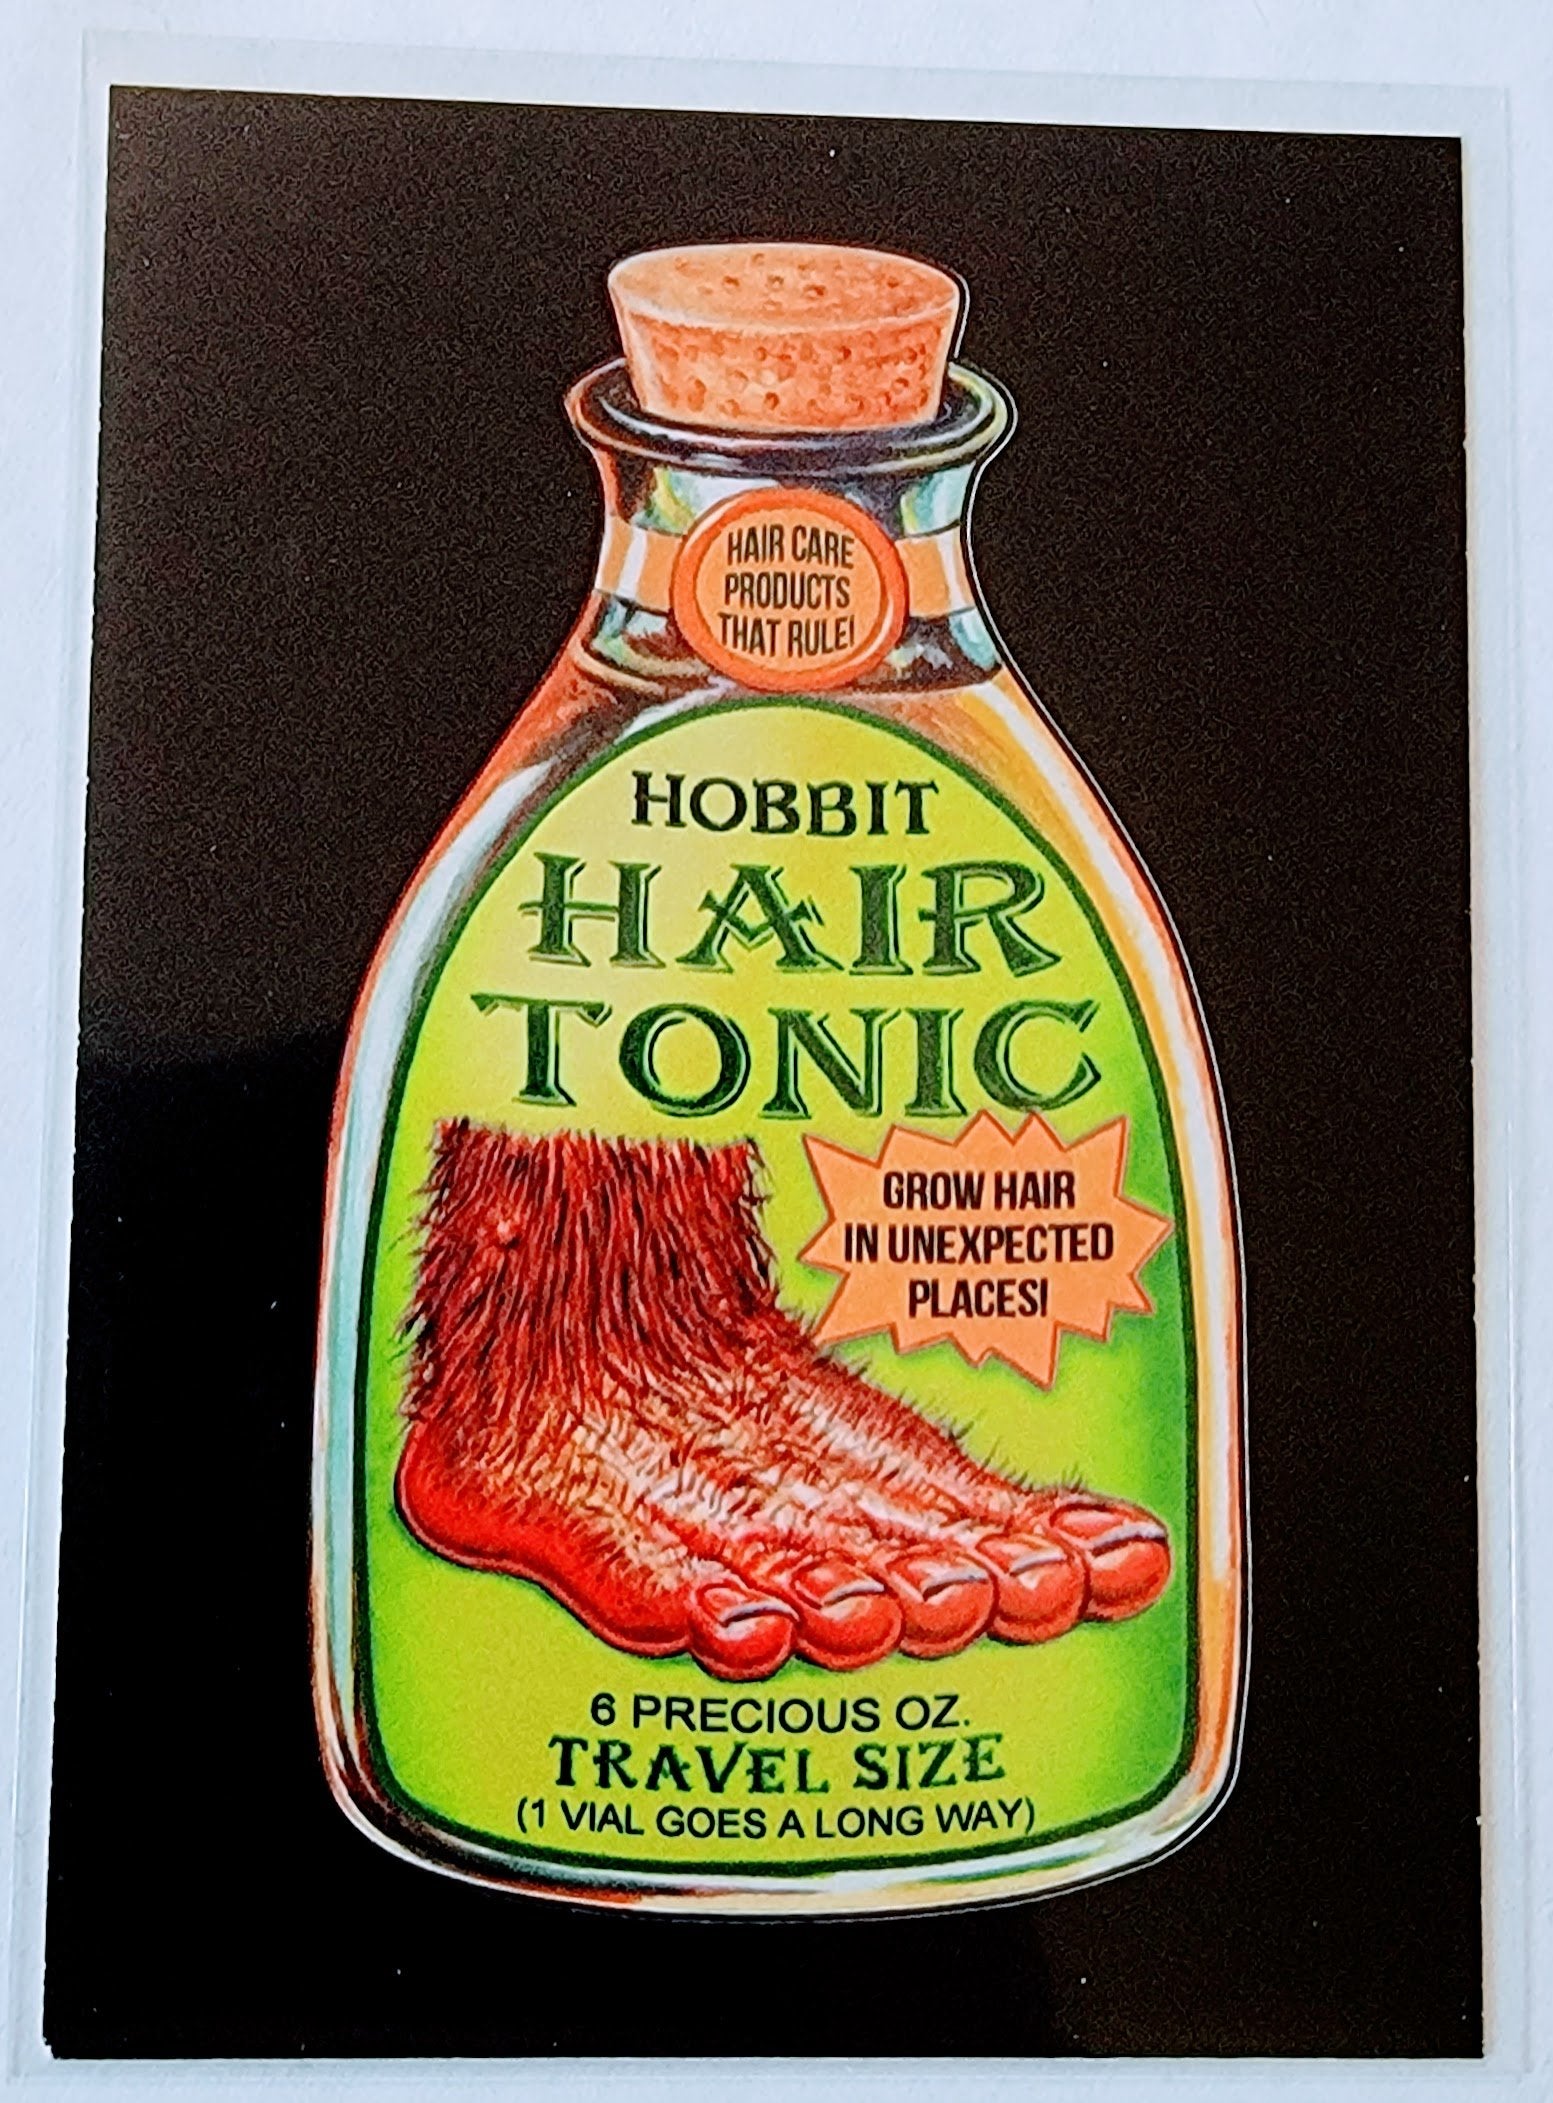 HAIR CARE
PRODUCTS
THAT RULE!
HOBBIT
HAIR
TONIC
GROW HAIR
IN UNEXPECTED
PLACES!
6 PRECIOUS OZ.
TRAVEL SIZE
(1 VIAL GOES A LONG WAY)